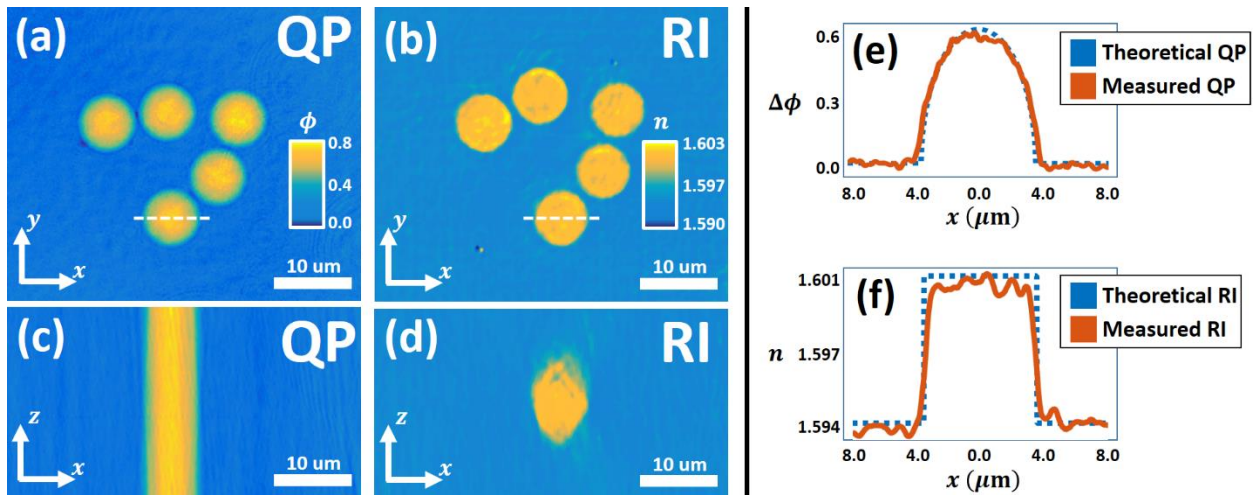 (a) QP
ϕ
0.8
0.4
0.0
y
x
10 um
(b) RI
n
1.603
1.597
1.590
y
x
10 um
(c) QP
z
x
10 um
(d) RI
z
x
10 um
(e)
Theoretical QP
Measured QP
Δϕ
0.6
0.3
0.0
8.0 4.0 0.0 4.0 8.0
x (μm)
(f)
Theoretical RI
Measured RI
n
1.601
1.597
1.594
8.0 4.0 0.0 4.0 8.0
x (μm)